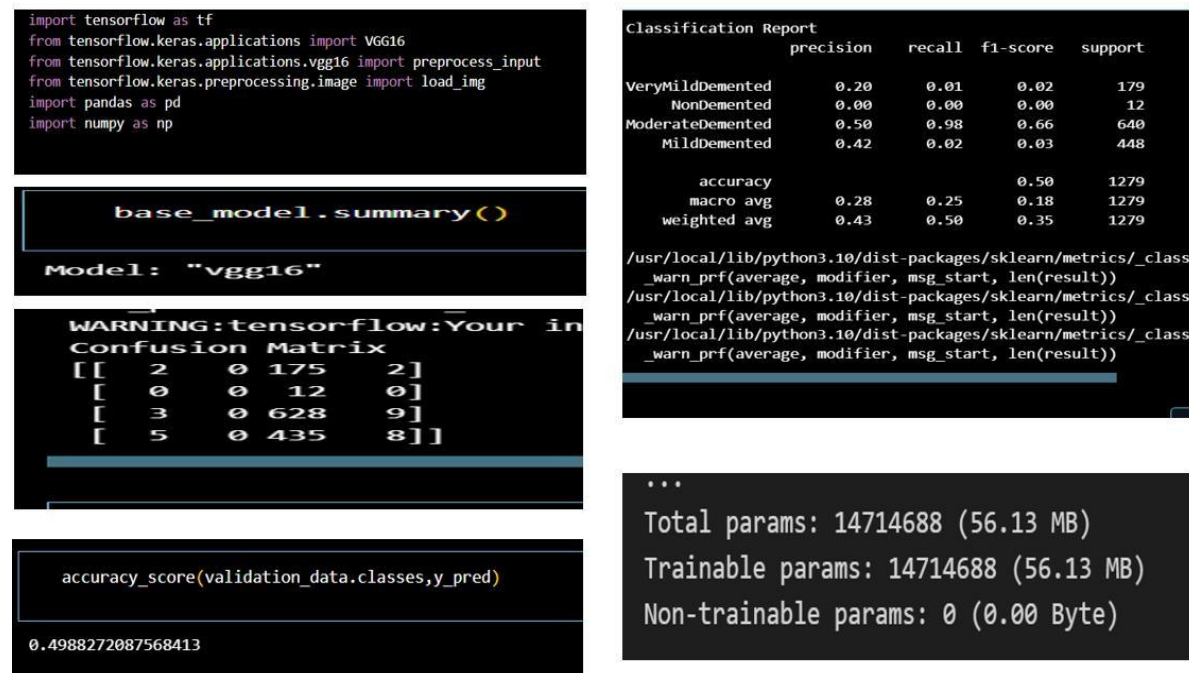 import tensorflow as tf
from tensorflow.keras.applications import VGG16
from tensorflow.keras.applications.vgg16 import preprocess_input
from tensorflow.keras.preprocessing.image import load_img
import pandas as pd
import numpy as np
base_model.summary()
Model: "vgg16"
WARNING:tensorflow:Your in
Confusion Matrix
[[ 2 0 175 2]
[ 0 0 12 0]
[ 3 0 628 9]
[ 5 0 435 8]]
accuracy_score(validation_data.classes,y_pred)
0.4988272087568413
Classification Report
precision recall f1-score support
VeryMildDemented 0.20 0.01 0.02 179
NonDemented 0.00 0.00 0.00 12
ModerateDemented 0.50 0.98 0.66 640
MildDemented 0.42 0.02 0.03 448
accuracy 0.50 1279
macro avg 0.28 0.25 0.18 1279
weighted avg 0.43 0.50 0.35 1279
/usr/local/lib/python3.10/dist-packages/sklearn/metrics/_class
_warn_prf(average, modifier, msg_start, len(result))
/usr/local/lib/python3.10/dist-packages/sklearn/metrics/_class
_warn_prf(average, modifier, msg_start, len(result))
/usr/local/lib/python3.10/dist-packages/sklearn/metrics/_class
_warn_prf(average, modifier, msg_start, len(result))
...
Total params: 14714688 (56.13 MB)
Trainable params: 14714688 (56.13 MB)
Non-trainable params: 0 (0.00 Byte)